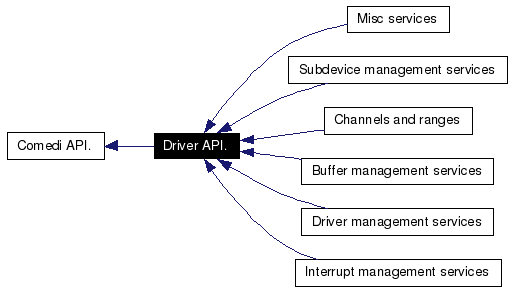 Misc services
Subdevice management services
Channels and ranges
Comedi API.
Driver API.
Buffer management services
Driver management services
Interrupt management services